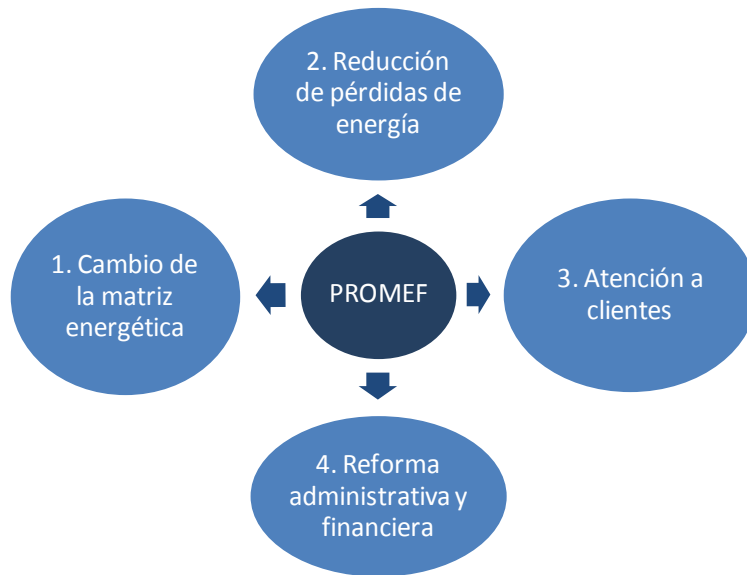 2. Reducción
de pérdidas de
energía
1. Cambio de
la matriz
energética
PROMEF
3. Atención a
clientes
4. Reforma
administrativa y
financiera